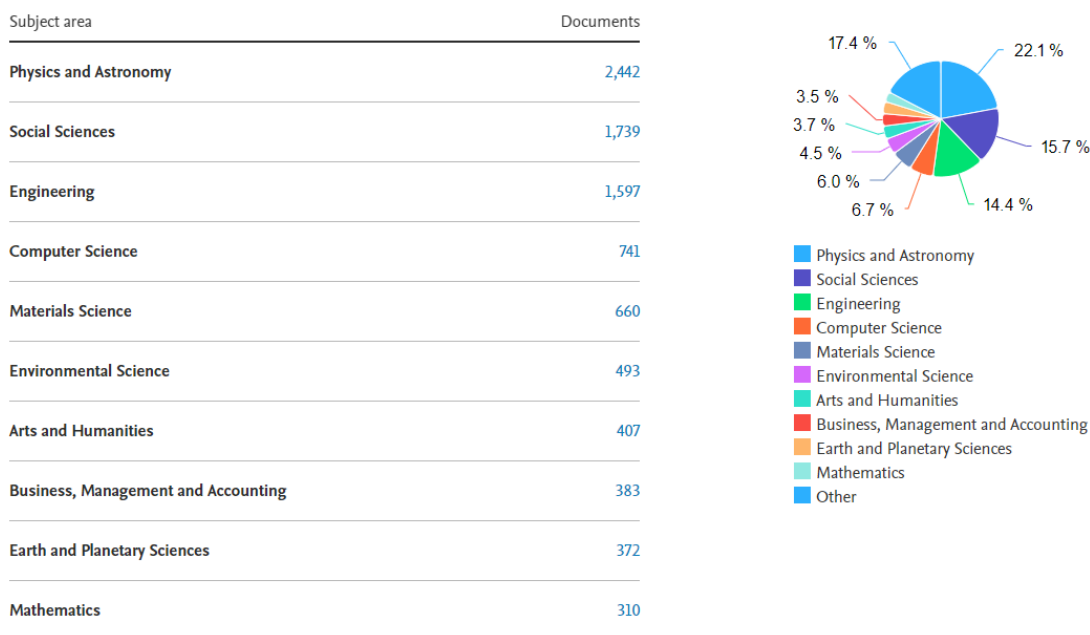 Subject area Documents
Physics and Astronomy 2,442
Social Sciences 1,739
Engineering 1,597
Computer Science 741
Materials Science 660
Environmental Science 493
Arts and Humanities 407
Business, Management and Accounting 383
Earth and Planetary Sciences 372
Mathematics 310
17.4 %
22.1 %
3.5 %
3.7 %
15.7 %
4.5 %
6.0 %
6.7 %
14.4 %
Physics and Astronomy
Social Sciences
Engineering
Computer Science
Materials Science
Environmental Science
Arts and Humanities
Business, Management and Accounting
Earth and Planetary Sciences
Mathematics
Other